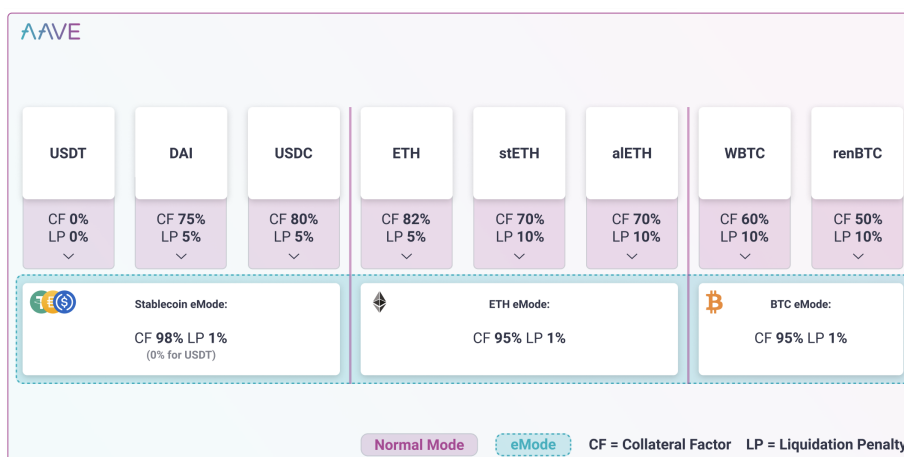 AAVE
USDT DAI USDC ETH stETH alETH WBTC renBTC
CF 0% CF 75% CF 80% CF 82% CF 70% CF 70% CF 60% CF 50%
LP 0% LP 5% LP 5% LP 5% LP 10% LP 10% LP 10% LP 10%
Stablecoin eMode: ETH eMode: BTC eMode:
CF 98% LP 1% CF 95% LP 1% CF 95% LP 1%
(0% for USDT)
Normal Mode eMode CF = Collateral Factor LP = Liquidation Penalty